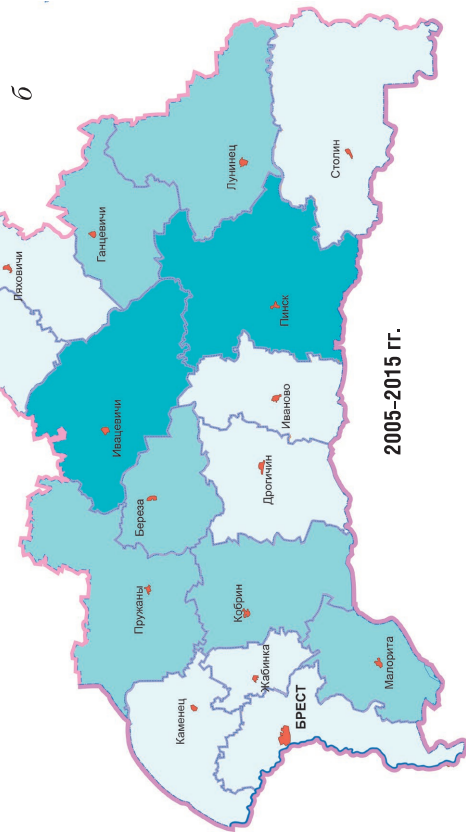 б
Ляховичи
Ганцевичи
Ивацевичи
Лунинец
Береза
Пружаны
Пинск
Столин
Иваново
Дрогичин
Кобрин
Каменец
Жабинка
БРЕСТ
Малорита
2005–2015 гг.